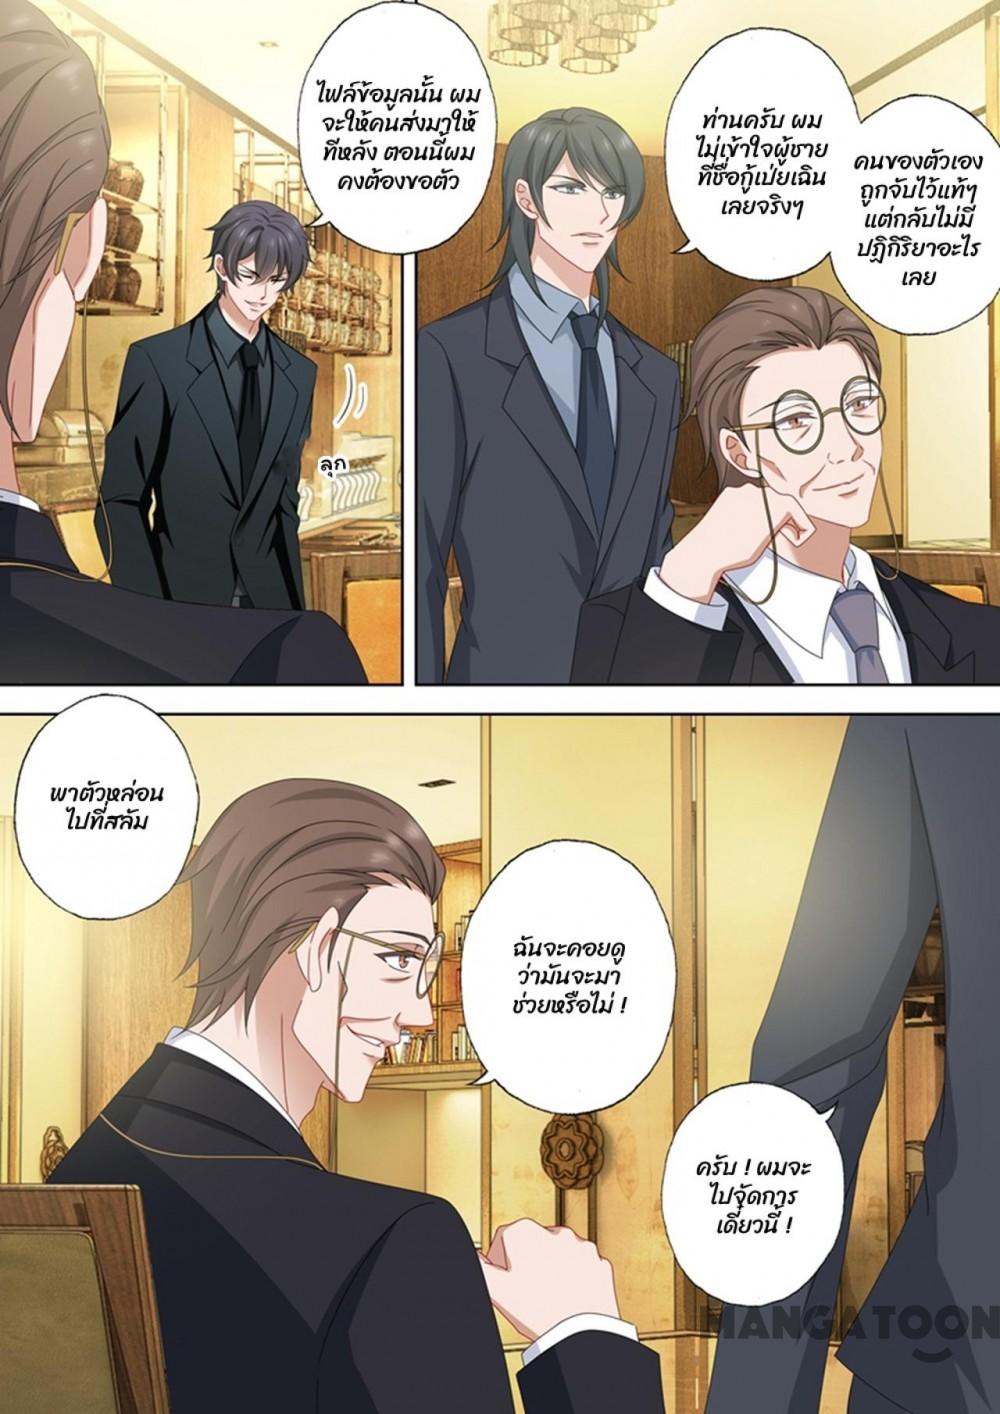 ไฟล์ข้อมูลนั้น ผม
จะให้คนส่งมาให้
ทีหลัง ตอนนี้ผม
คงต้องขอตัว
ลุก
ท่านครับ ผม
ไม่เข้าใจผู้ชาย
ที่ชื่อกู้เป่ยเฉิน
เลยจริงๆ
คนของตัวเอง
ถูกจับไว้แท้ๆ
แต่กลับไม่มี
ปฏิกิริยาอะไร
เลย
พาตัวหล่อน
ไปที่สลัม
ฉันจะคอยดู
ว่ามันจะมา
ช่วยหรือไม่ !
ครับ ! ผมจะ
ไปจัดการ
เดี๋ยวนี้ !
MANGATOON